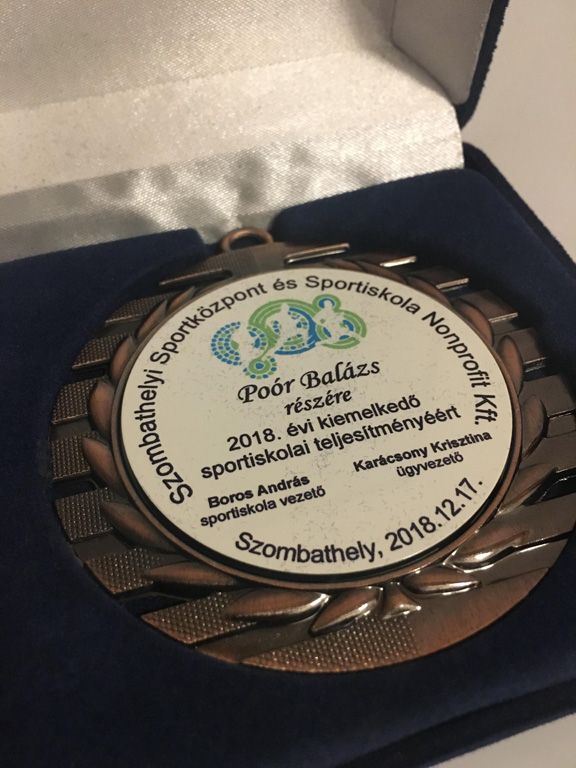 Szombathelyi Sportközpont és Sportiskola Nonprofit Kft.
Poór Balázs
részére
2018. évi kiemelkedő
sportiskolai teljesítményéért
Boros András
sportiskola vezető
Karácsony Krisztina
ügyvezető
Szombathely, 2018.12.17.